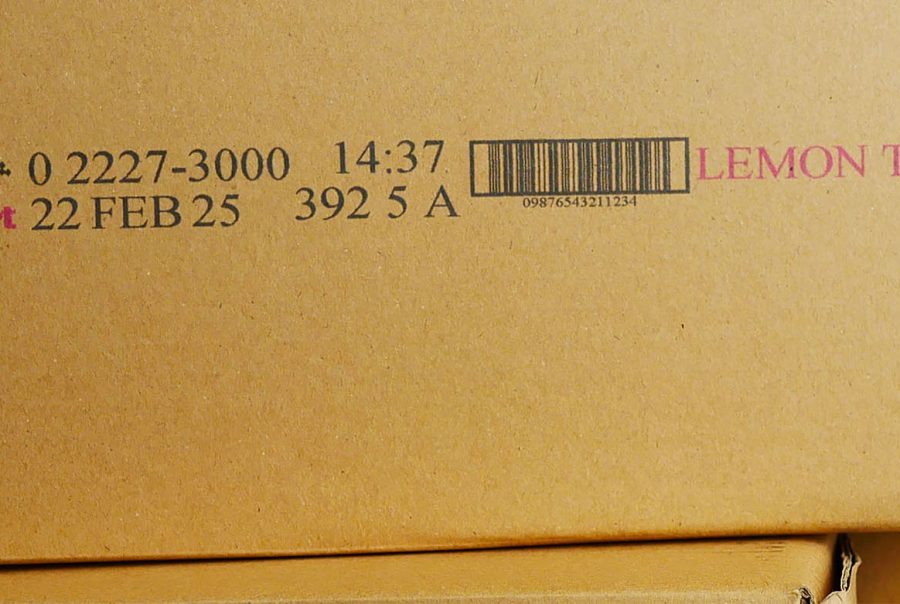 0 2227-3000 14:37
LEMON T
t 22 FEB 25 392 5 A
09876543211234